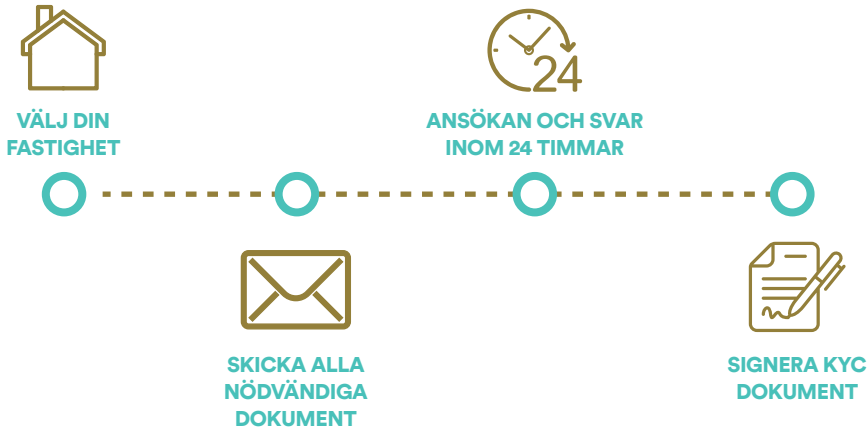 VÄLJ DIN
FASTIGHET
SKICKA ALLA
NÖDVÄNDIGA
DOKUMENT
24
ANSÖKAN OCH SVAR
INOM 24 TIMMAR
SIGNERA KYC
DOKUMENT